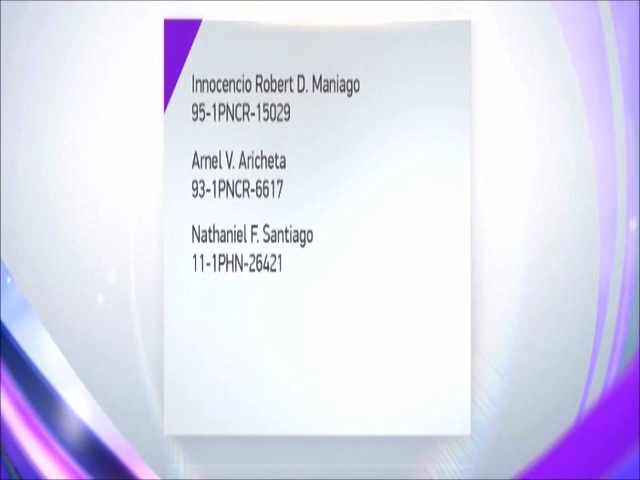 Innocencio Robert D. Maniago
95-1PNCR-15029
Arnel V. Aricheta
93-1PNCR-6617
Nathaniel F. Santiago
11-1PHN-26421